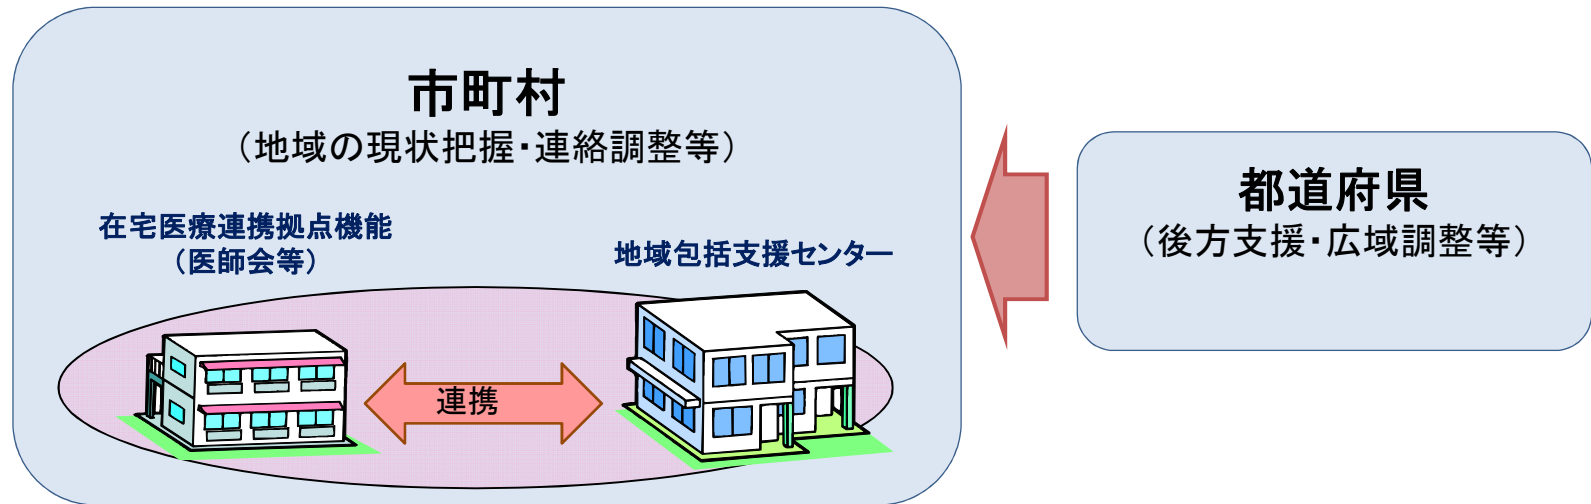 市町村
（地域の現状把握・連絡調整等）
在宅医療連携拠点機能
（医師会等）
地域包括支援センター
連携
都道府県
（後方支援・広域調整等）